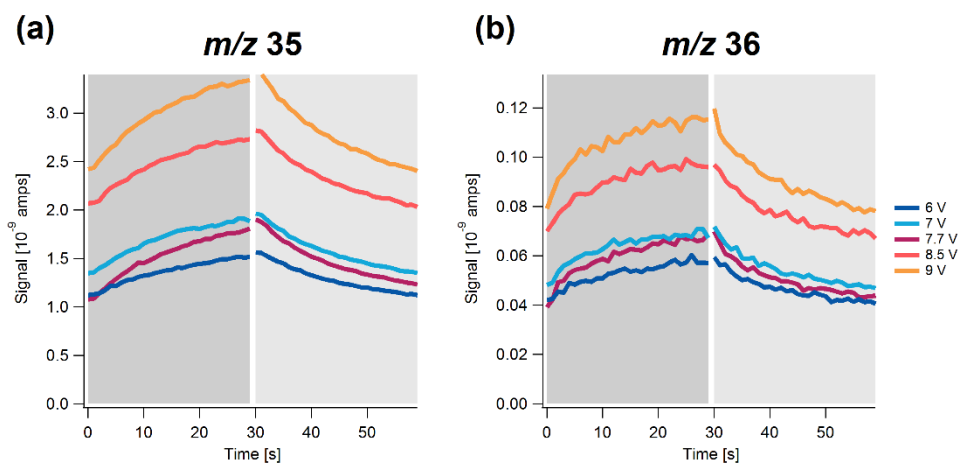 (a)
m/z 35
Signal [10⁻⁹ amps]
3.0
2.5
2.0
1.5
1.0
0.5
0.0
0 10 20 30 40 50
Time [s]
(b)
m/z 36
Signal [10⁻⁹ amps]
0.12
0.10
0.08
0.06
0.04
0.02
0.00
0 10 20 30 40 50
Time [s]
6 V
7 V
7.7 V
8.5 V
9 V